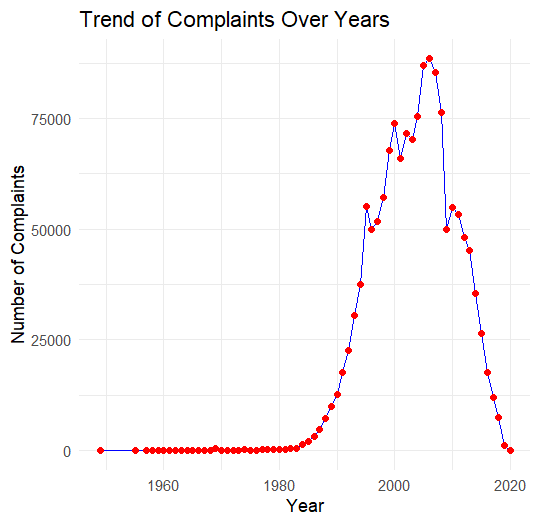 Trend of Complaints Over Years
Number of Complaints
75000
50000
25000
0
1960 1980 2000 2020
Year